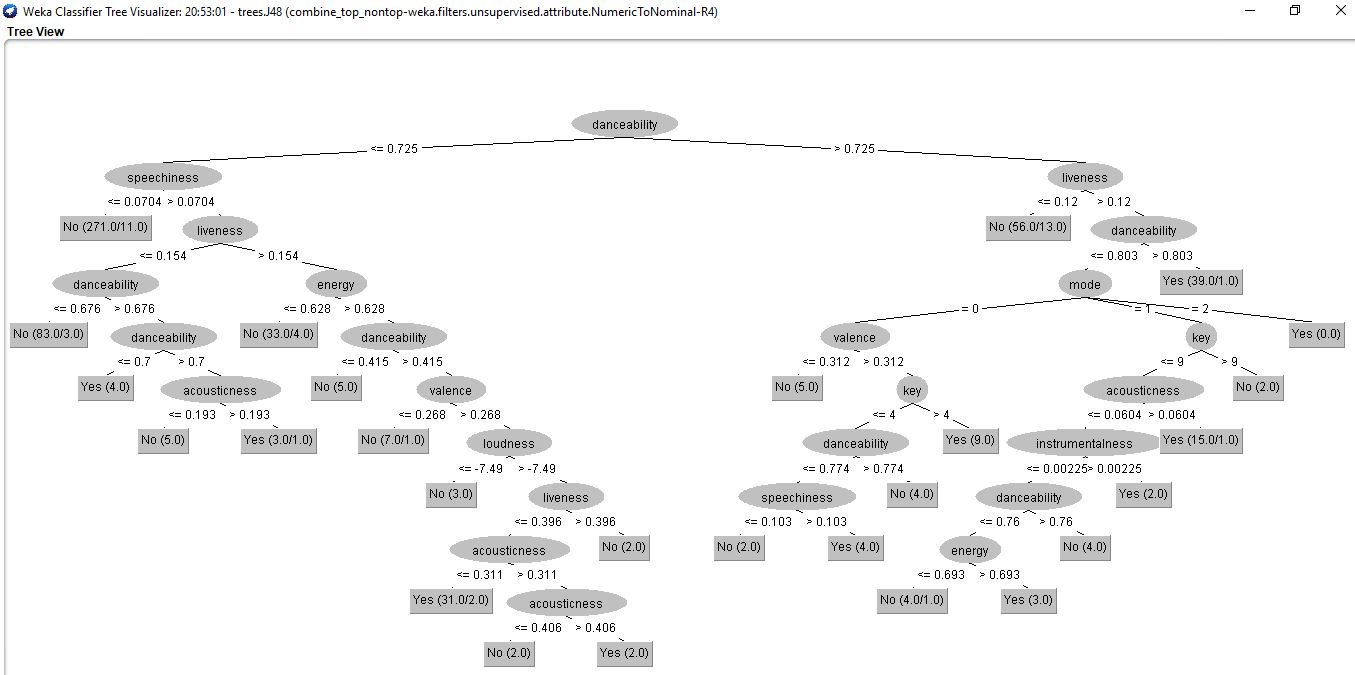 Weka Classifier Tree Visualizer: 20:53:01 - trees.J48 (combine_top_nontop-weka.filters.unsupervised.attribute.NumericToNominal-R4)
Tree View
danceability
<= 0.725 > 0.725
speechiness liveness
<= 0.0704 > 0.0704 <= 0.12 > 0.12
No (271.0/11.0) liveness No (56.0/13.0) danceability
<= 0.154 > 0.154 <= 0.803 > 0.803
danceability energy mode Yes (39.0/1.0)
<= 0.676 > 0.676 <= 0.628 > 0.628 = 0 = 1 = 2
No (83.0/3.0) danceability No (33.0/4.0) danceability valence key Yes (0.0)
<= 0.7 > 0.7 <= 0.415 > 0.415 <= 0.312 > 0.312 <= 9 > 9
Yes (4.0) acousticness No (5.0) valence No (5.0) key acousticness No (2.0)
<= 0.193 > 0.193 <= 0.268 > 0.268 <= 4 > 4 <= 0.0604 > 0.0604
No (5.0) Yes (3.0/1.0) No (7.0/1.0) loudness danceability Yes (9.0) instrumentalness Yes (15.0/1.0)
<= -7.49 > -7.49 <= 0.774 > 0.774 <= 0.00225 > 0.00225
No (3.0) liveness speechiness No (4.0) danceability Yes (2.0)
<= 0.396 > 0.396 <= 0.103 > 0.103 <= 0.76 > 0.76
acousticness No (2.0) No (2.0) Yes (4.0) energy No (4.0)
<= 0.311 > 0.311 <= 0.693 > 0.693
Yes (31.0/2.0) acousticness No (4.0/1.0) Yes (3.0)
<= 0.406 > 0.406
No (2.0) Yes (2.0)